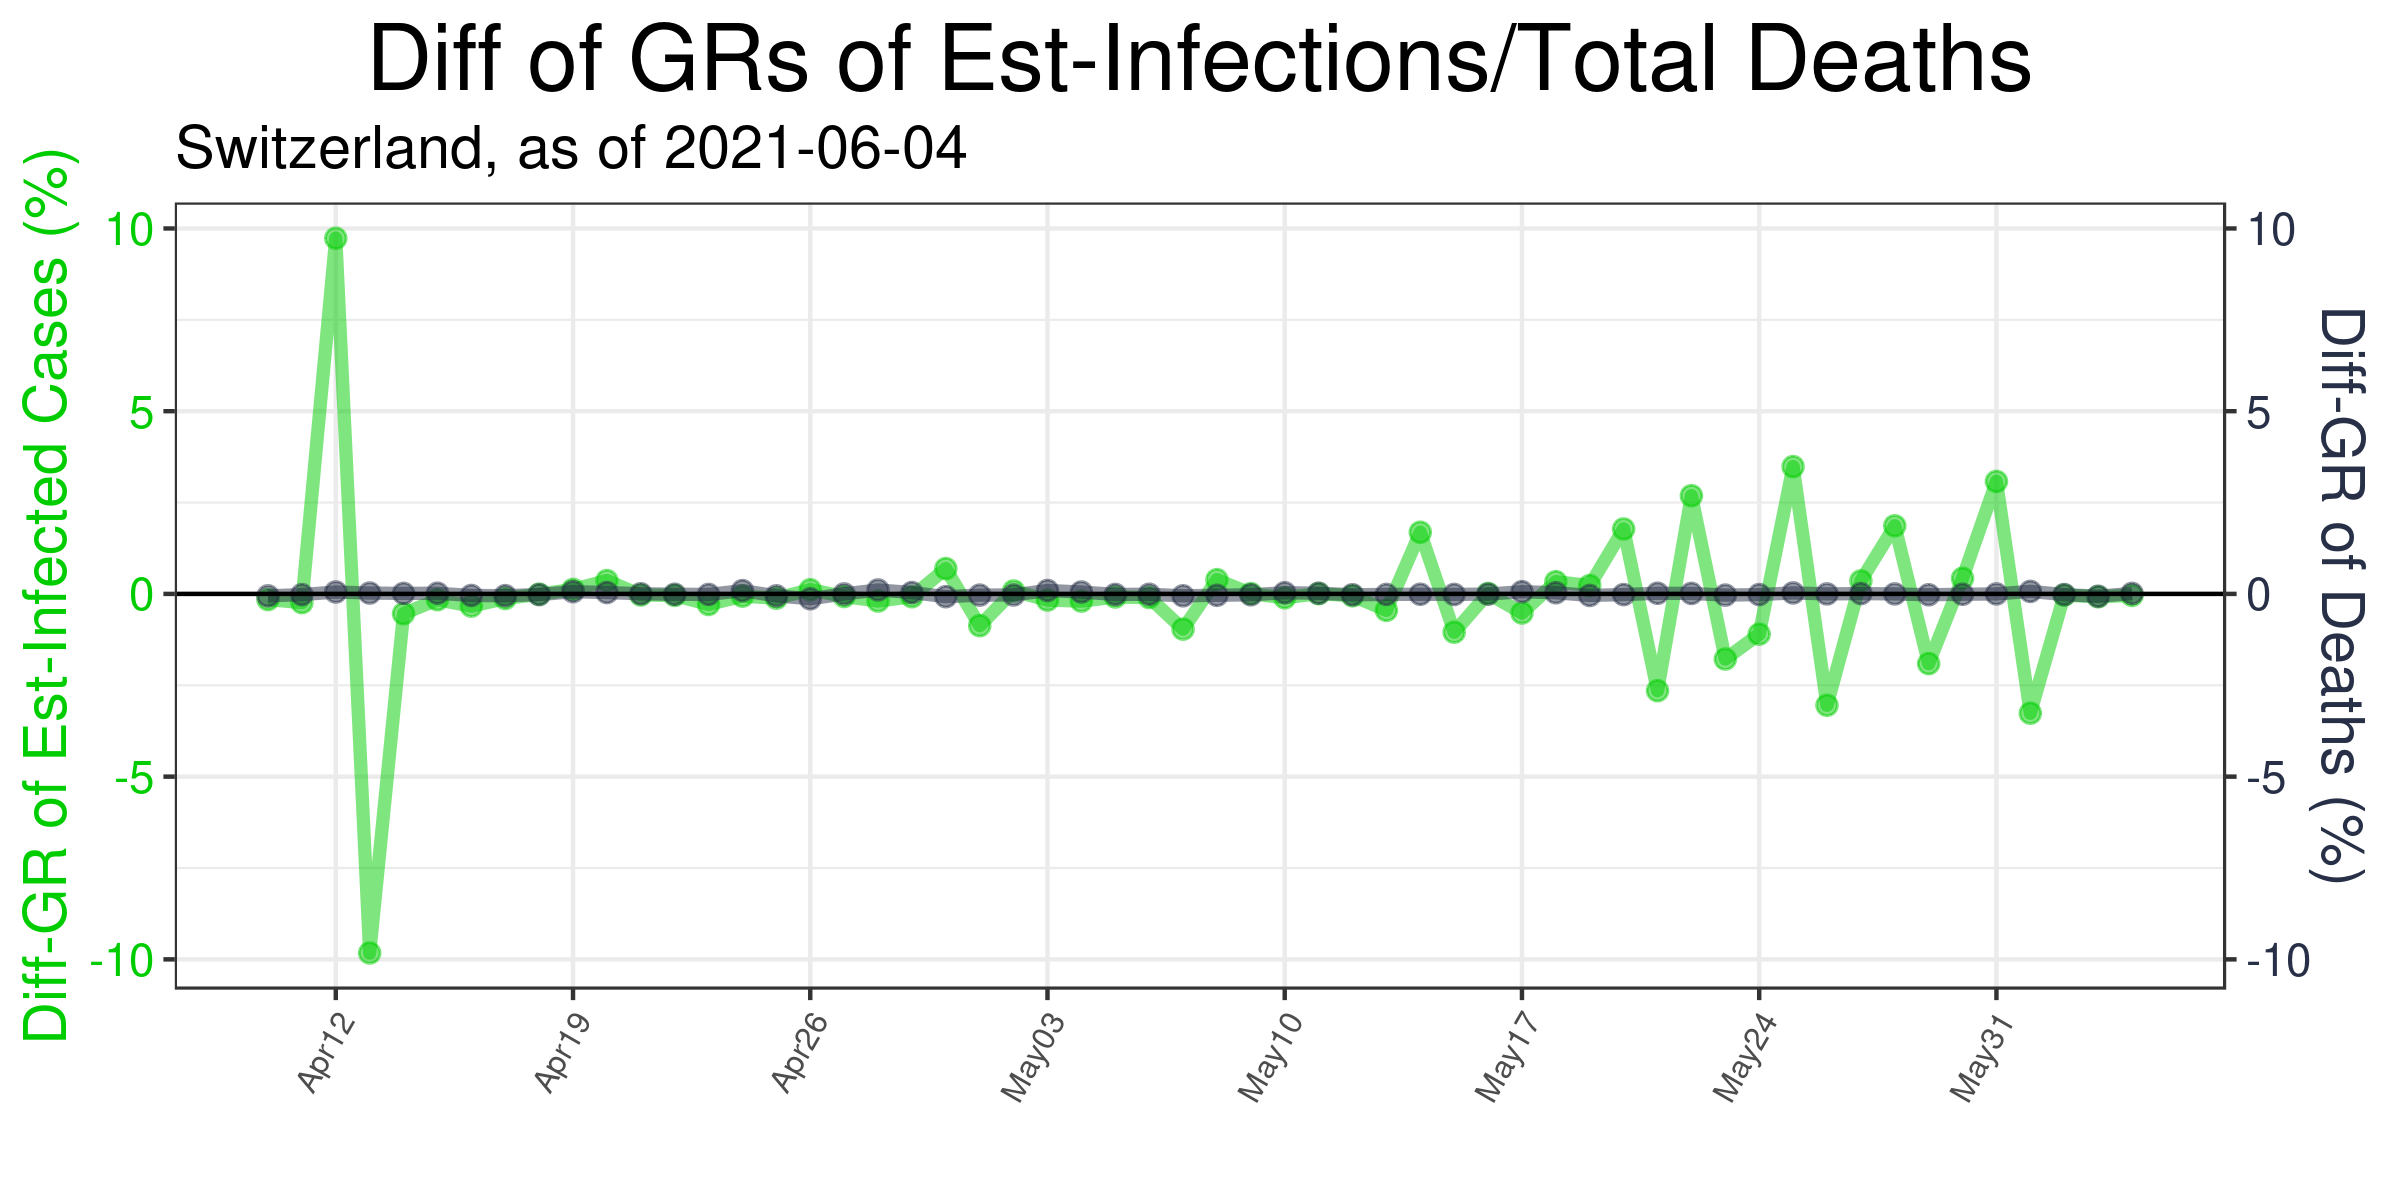 Diff of GRs of Est-Infections/Total Deaths
Switzerland, as of 2021-06-04
Diff-GR of Est-Infected Cases (%)
10
5
0
-5
-10
10
5
0
-5
-10
Diff-GR of Deaths (%)
Apr12
Apr19
Apr26
May03
May10
May17
May24
May31